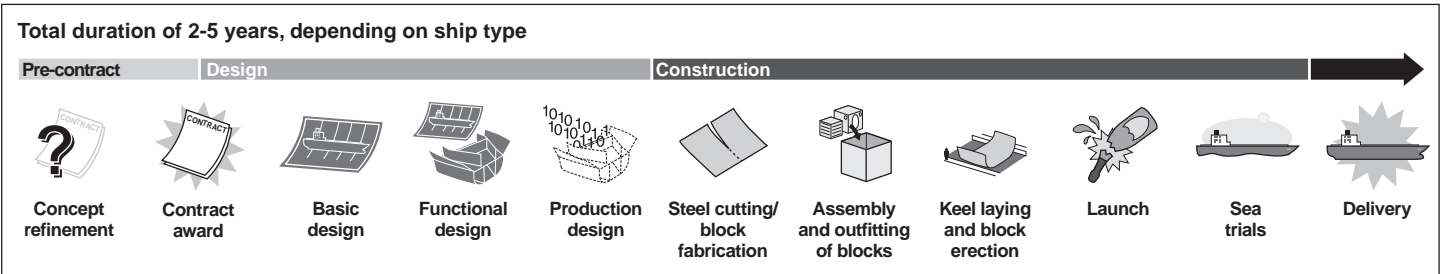 Total duration of 2-5 years, depending on ship type
Pre-contract
Design
Construction
CONTRACT
CONTRACT
Concept
refinement
Contract
award
Basic
design
Functional
design
Production
design
Steel cutting/
block
fabrication
Assembly
and outfitting
of blocks
Keel laying
and block
erection
Launch
Sea
trials
Delivery